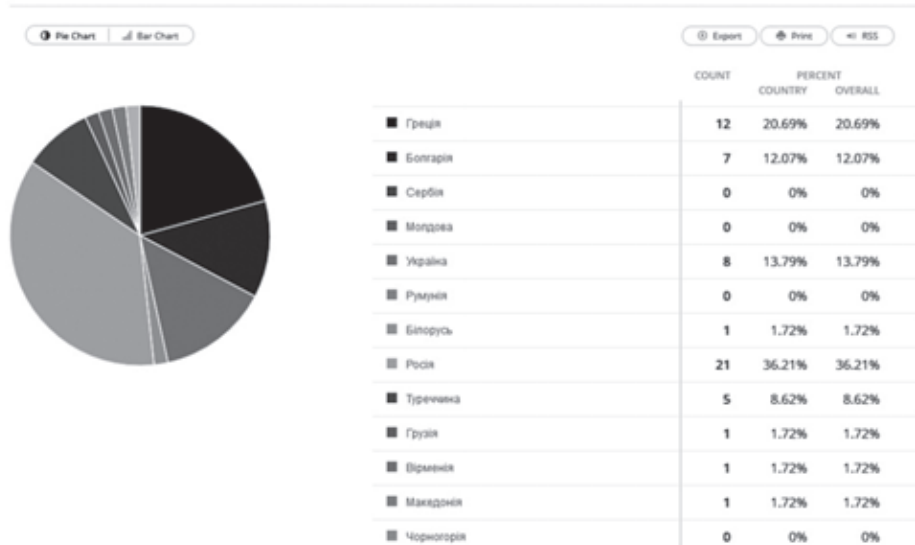 Pie Chart Bar Chart Export Print RSS
COUNT PERCENT
COUNTRY OVERALL
Греція 12 20.69% 20.69%
Болгарія 7 12.07% 12.07%
Сербія 0 0% 0%
Молдова 0 0% 0%
Україна 8 13.79% 13.79%
Румунія 0 0% 0%
Білорусь 1 1.72% 1.72%
Росія 21 36.21% 36.21%
Туреччина 5 8.62% 8.62%
Грузія 1 1.72% 1.72%
Вірменія 1 1.72% 1.72%
Македонія 1 1.72% 1.72%
Чорногорія 0 0% 0%